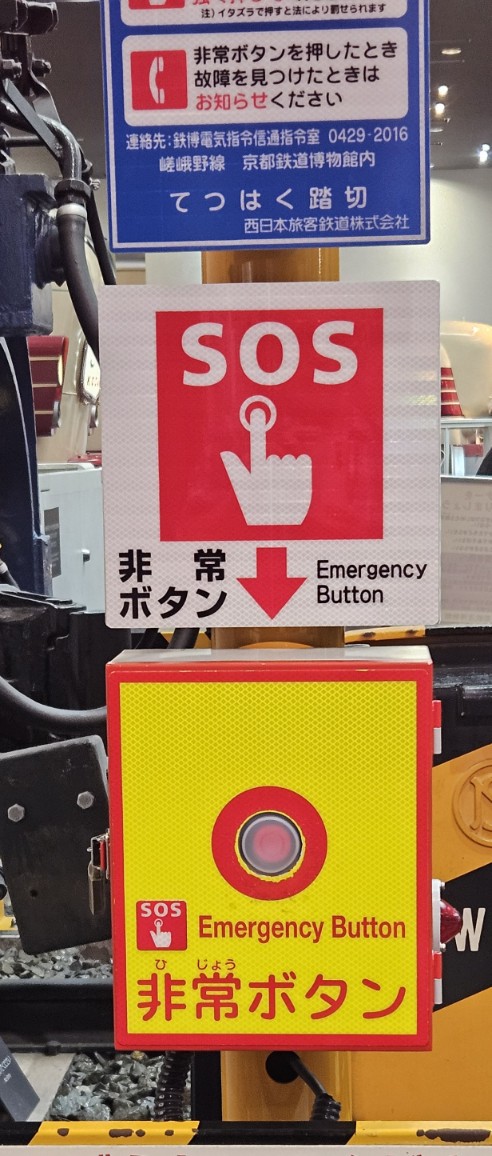 注）イタズラで押すと法により罰せられます
非常ボタンを押したとき
故障を見つけたときは
お知らせください
連絡先：鉄博電気指令信通指令室 0429-2016
嵯峨野線 京都鉄道博物館内
てつはく踏切
西日本旅客鉄道株式会社
SOS
非常
ボタン
Emergency
Button
SOS
Emergency Button
ひ じょう
非常ボタン
W